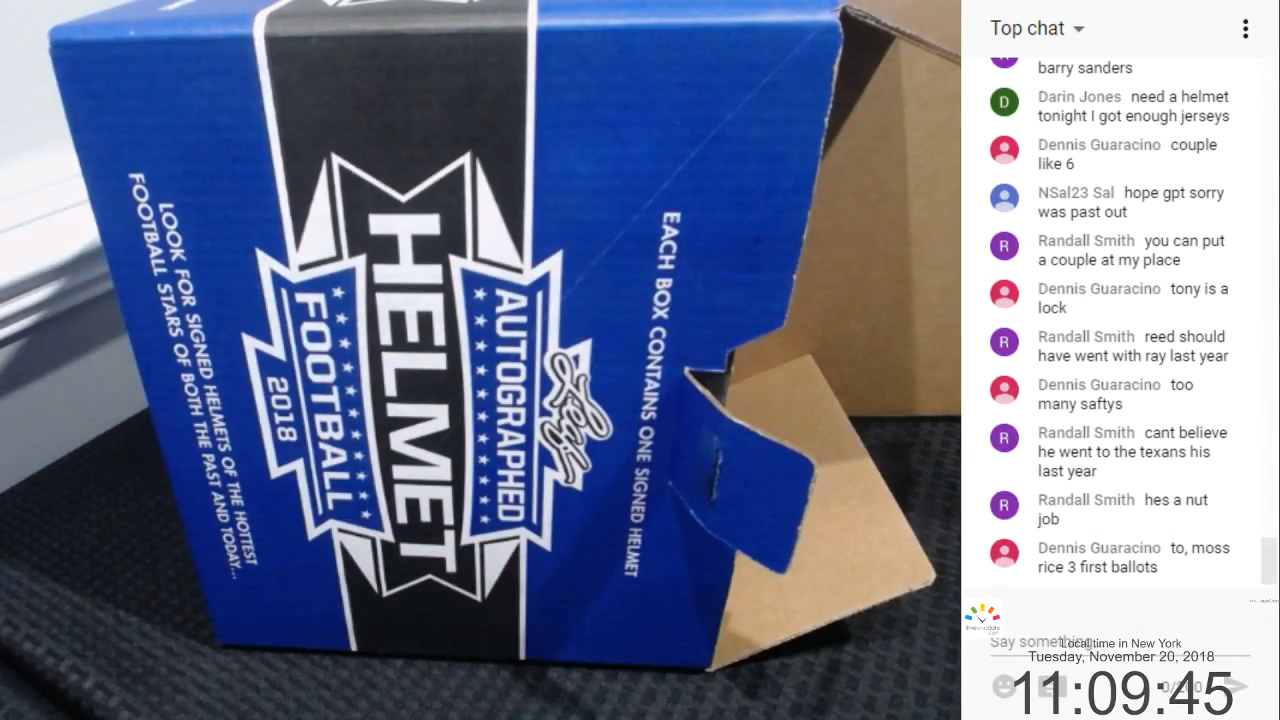 LOOK FOR SIGNED HELMETS OF THE HOTTEST
FOOTBALL STARS OF BOTH THE PAST AND TODAY...
EACH BOX CONTAINS ONE SIGNED HELMET
Leaf
AUTOGRAPHED
HELMET
FOOTBALL
2018
Top chat
barry sanders
Darin Jones need a helmet
tonight I got enough jerseys
Dennis Guaracino couple
like 6
NSal23 Sal hope gpt sorry
was past out
Randall Smith you can put
a couple at my place
Dennis Guaracino tony is a
lock
Randall Smith reed should
have went with ray last year
Dennis Guaracino too
many saftys
Randall Smith cant believe
he went to the texans his
last year
Randall Smith hes a nut
job
Dennis Guaracino to, moss
rice 3 first ballots
Say something...
Local time in New York
Tuesday, November 20, 2018
11:09:45